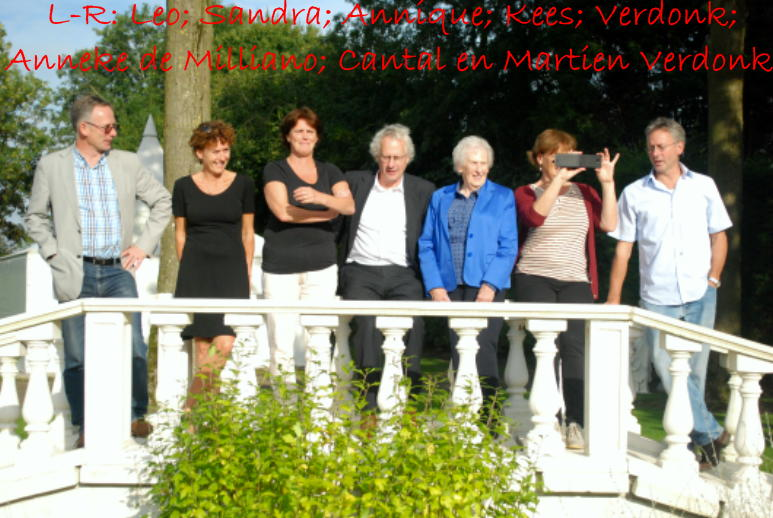 L-R: Leo; Sandra; Annique; Kees; Verdonk;
Anneke de Milliano; Cantal en Martien Verdonk